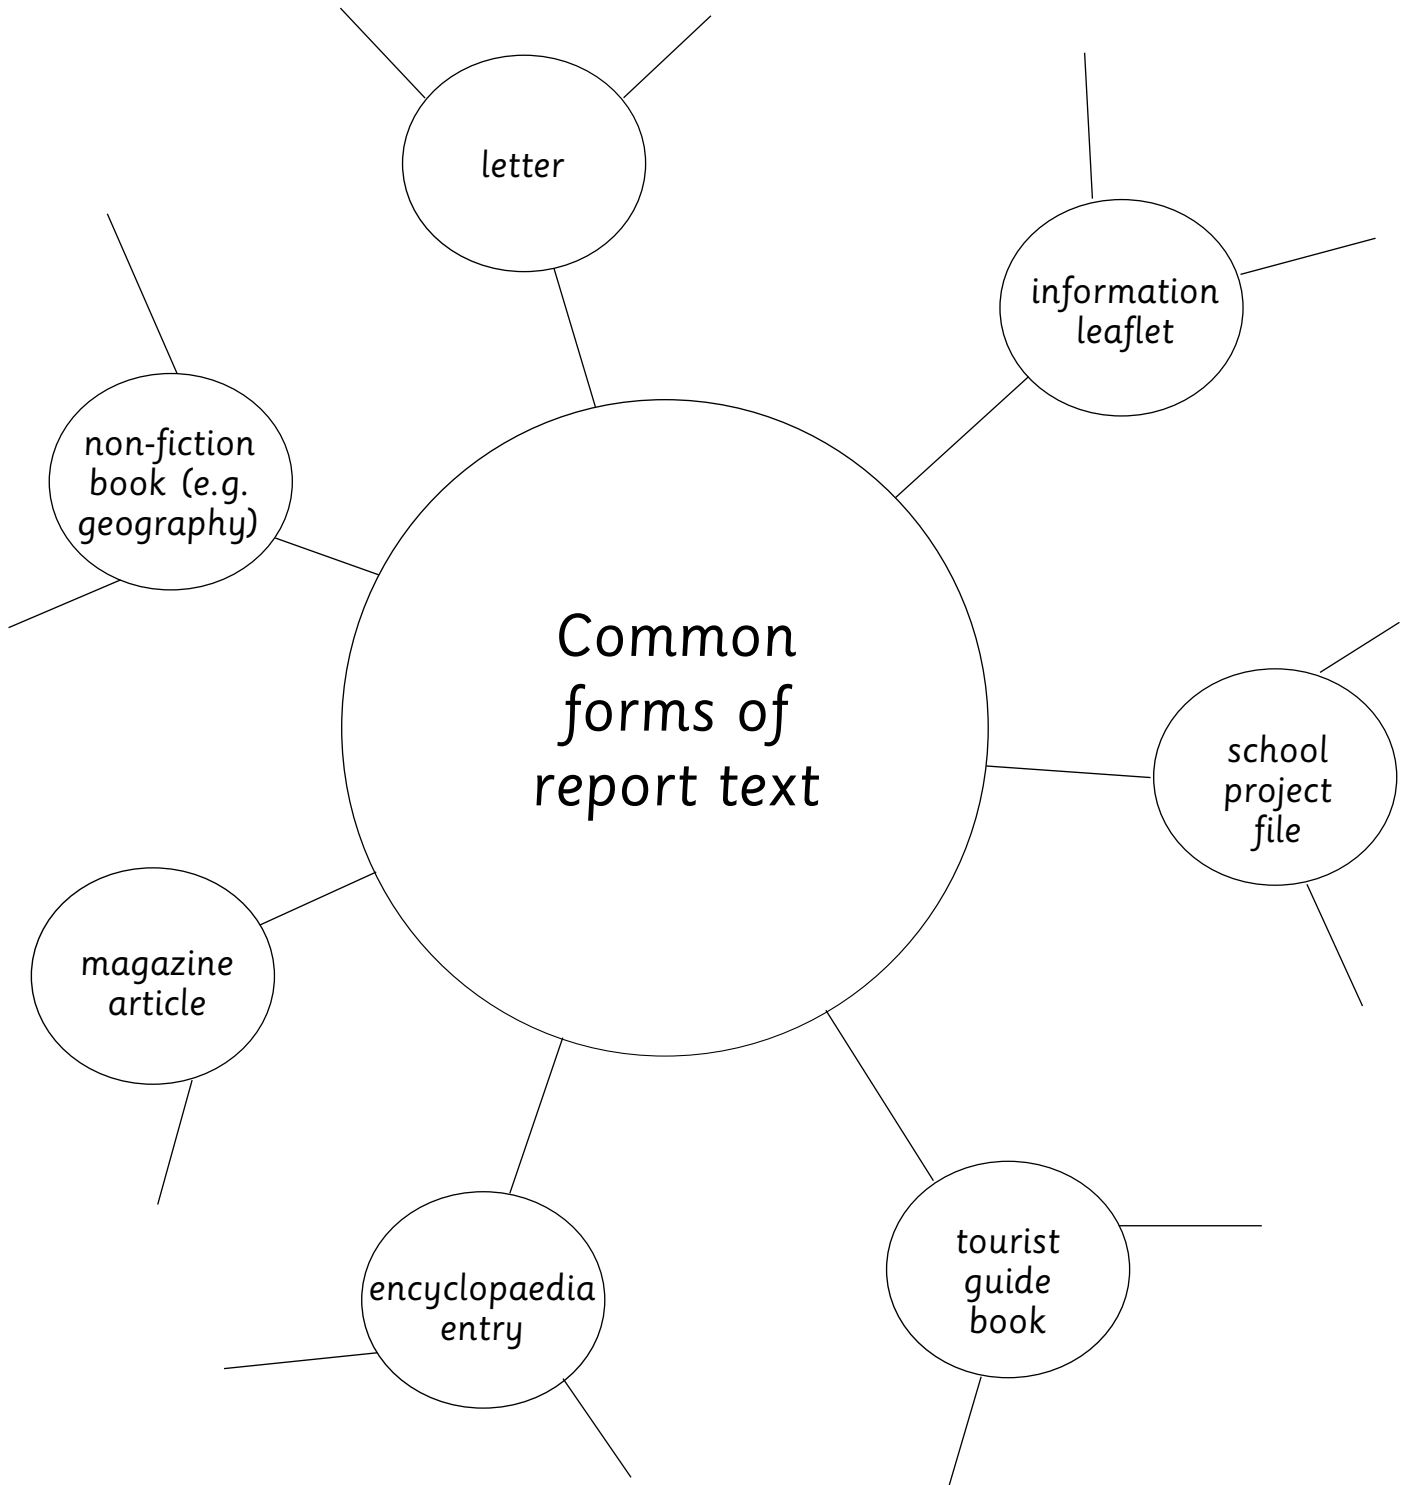 letter
information
leaflet
non-fiction
book (e.g.
geography)
Common
forms of
report text
school
project
file
magazine
article
encyclopaedia
entry
tourist
guide
book